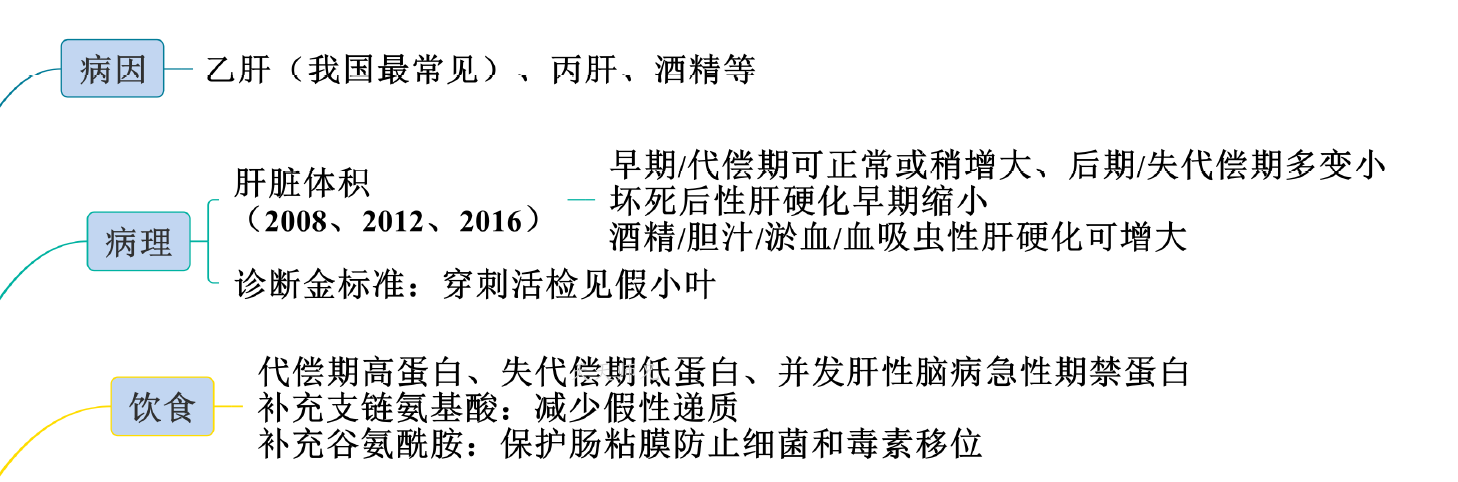 病因
乙肝（我国最常见）、丙肝、酒精等
病理
肝脏体积
（2008、2012、2016）
早期/代偿期可正常或稍增大、后期/失代偿期多变小
坏死后性肝硬化早期缩小
酒精/胆汁/淤血/血吸虫性肝硬化可增大
诊断金标准：穿刺活检见假小叶
饮食
代偿期高蛋白、失代偿期低蛋白、并发肝性脑病急性期禁蛋白
补充支链氨基酸：减少假性递质
补充谷氨酰胺：保护肠粘膜防止细菌和毒素移位